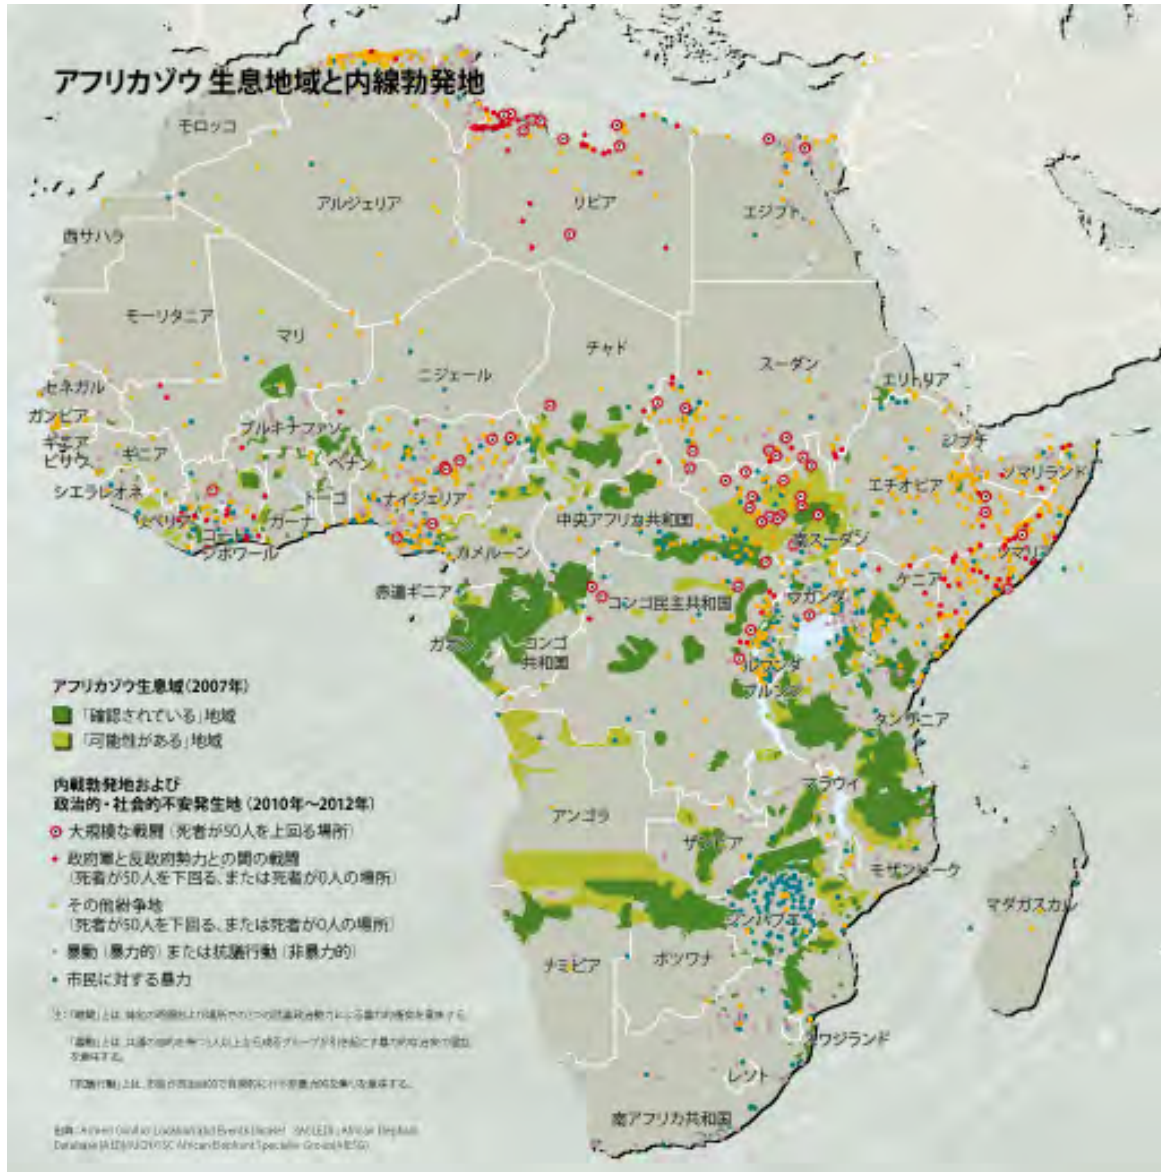 アフリカゾウ 生息地域と内線勃発地
モロッコ
アルジェリア
リビア
エジプト
西サハラ
モーリタニア
マリ
ニジェール
チャド
スーダン
エリトリア
セネガル
ガンビア
ギニア
ビサウ
ギニア
ブルキナファソ
ベナン
ジブチ
ソマリランド
シエラレオネ
トーゴ
ナイジェリア
エチオピア
リベリア
コート
ジボワール
ガーナ
中央アフリカ共和国
南スーダン
カメルーン
ソマリア
赤道ギニア
コンゴ民主共和国
ウガンダ
ケニア
ガボン
コンゴ
共和国
ルワンダ
ブルンジ
タンザニア
アフリカゾウ生息域(2007年)
「確認されている」地域
「可能性がある」地域
内戦勃発地および
政治的・社会的不安発生地(2010年~2012年)
大規模な戦闘(死者が50人を上回る場所)
政府軍と反政府勢力との間の戦闘
(死者が50人を下回る、または死者が0人の場所)
その他紛争地
(死者が50人を下回る、または死者が0人の場所)
暴動(暴力的)または抗議行動(非暴力的)
市民に対する暴力
マラウイ
アンゴラ
ザンビア
モザンビーク
マダガスカル
ジンバブエ
ナミビア
ボツワナ
スワジランド
レソト
南アフリカ共和国